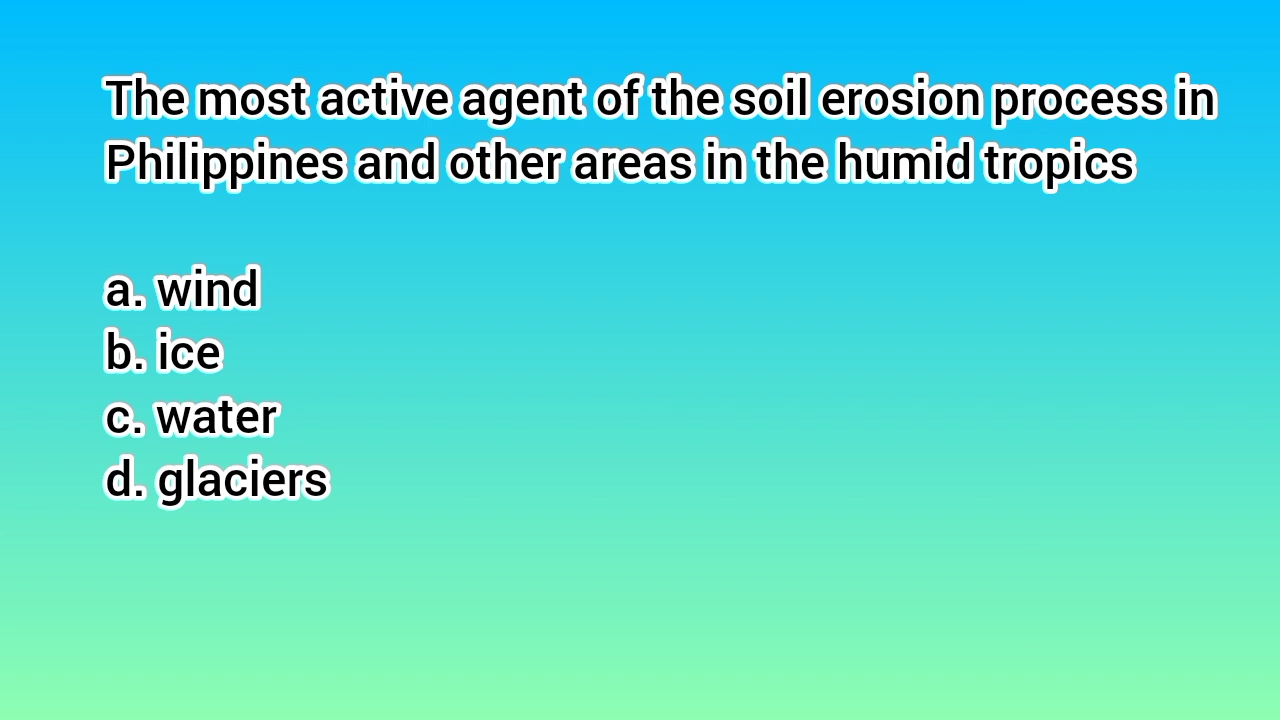 The most active agent of the soil erosion process in
Philippines and other areas in the humid tropics
a. wind
b. ice
c. water
d. glaciers